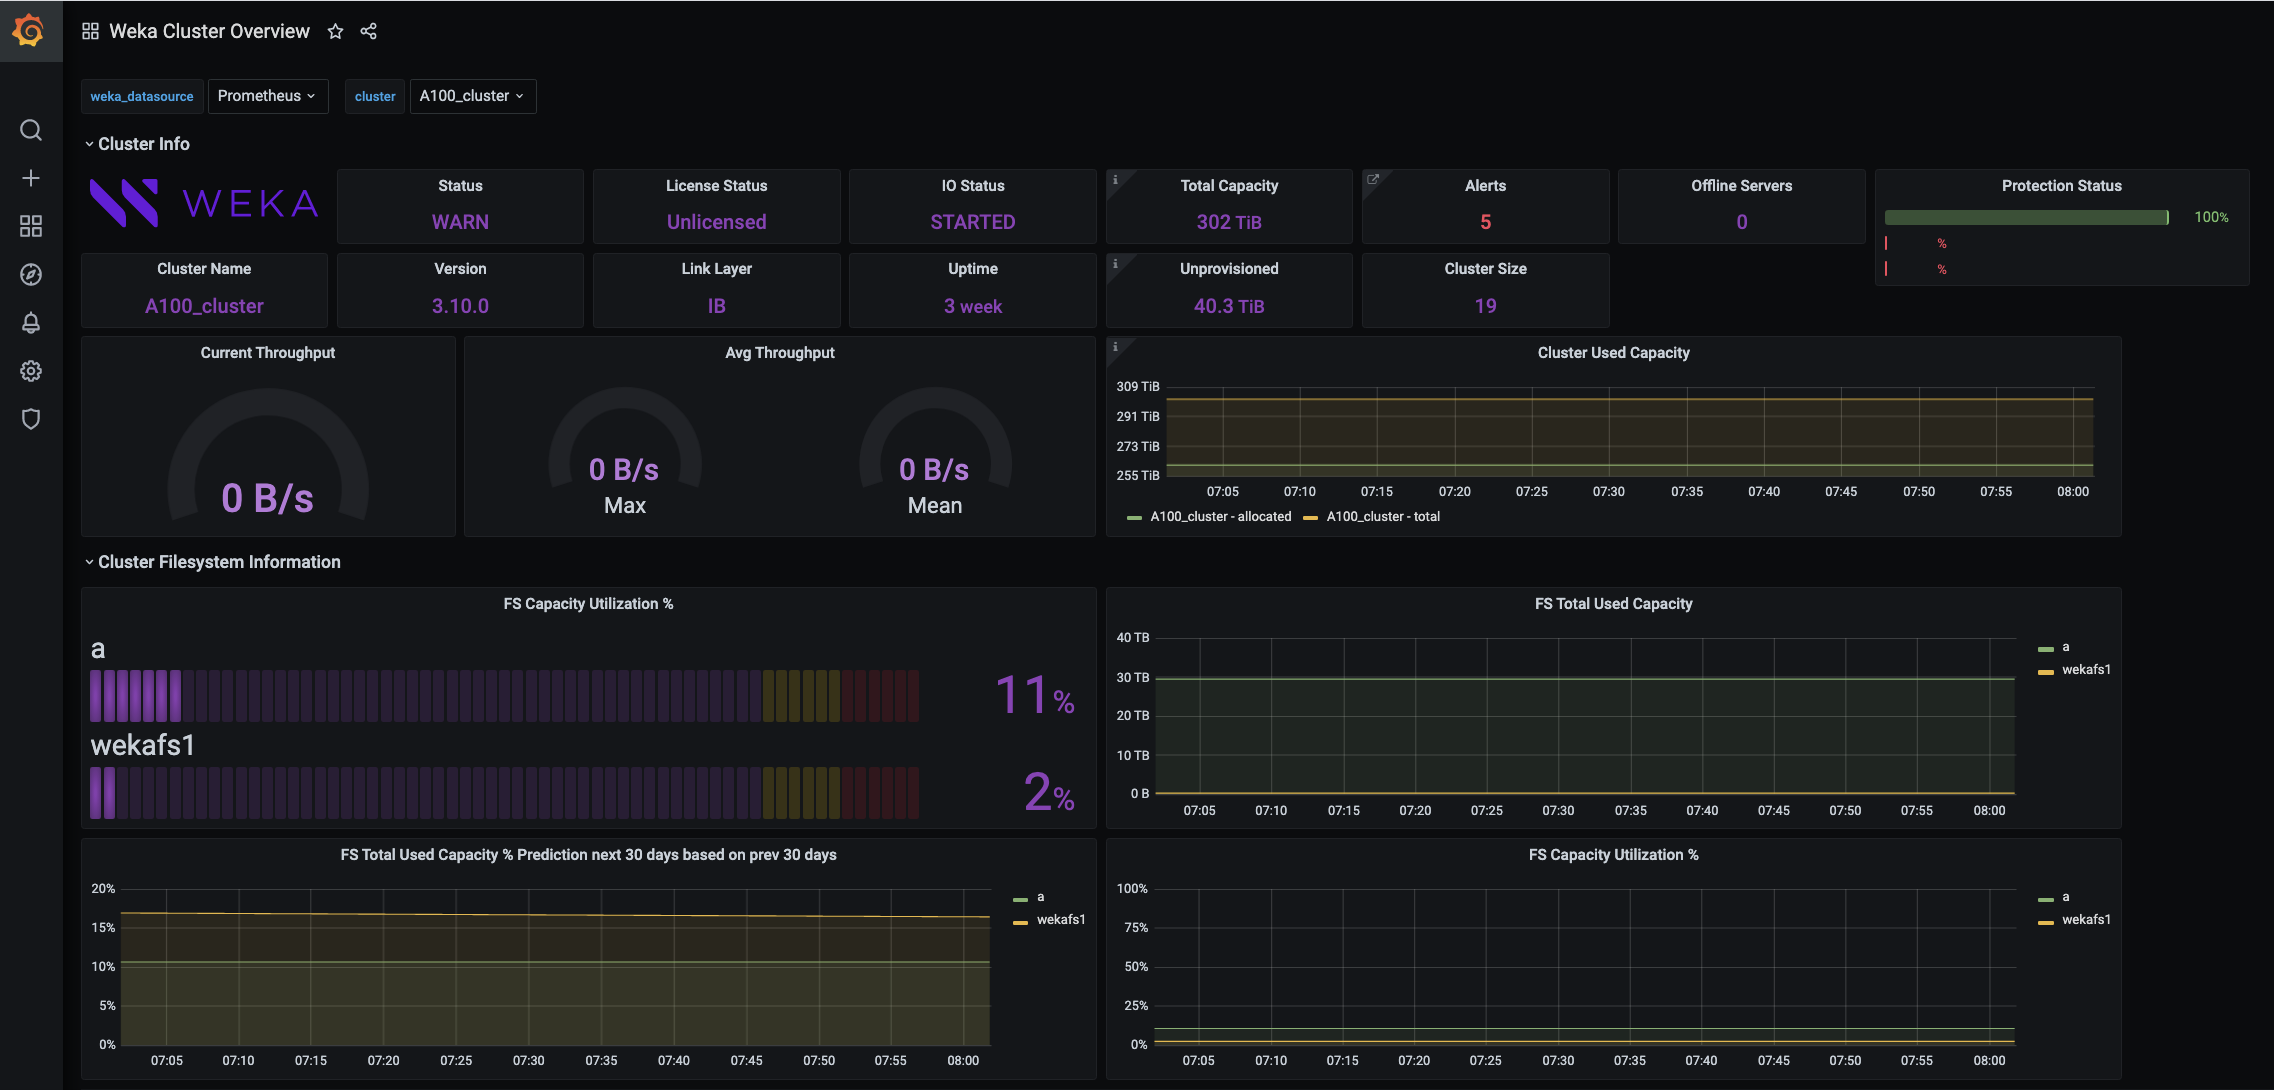 Weka Cluster Overview
weka_datasource Prometheus cluster A100_cluster
Cluster Info
WEKA
Status
WARN
License Status
Unlicensed
IO Status
STARTED
Total Capacity
302 TiB
Alerts
5
Offline Servers
0
Protection Status
100%
%
%
Cluster Name
A100_cluster
Version
3.10.0
Link Layer
IB
Uptime
3 week
Unprovisioned
40.3 TiB
Cluster Size
19
Current Throughput
0 B/s
Avg Throughput
0 B/s
Max
0 B/s
Mean
Cluster Used Capacity
309 TiB
291 TiB
273 TiB
255 TiB
07:05 07:10 07:15 07:20 07:25 07:30 07:35 07:40 07:45 07:50 07:55 08:00
A100_cluster - allocated A100_cluster - total
Cluster Filesystem Information
FS Capacity Utilization %
a
11%
wekafs1
2%
FS Total Used Capacity
40 TB
30 TB
20 TB
10 TB
0 B
07:05 07:10 07:15 07:20 07:25 07:30 07:35 07:40 07:45 07:50 07:55 08:00
a
wekafs1
FS Total Used Capacity % Prediction next 30 days based on prev 30 days
20%
15%
10%
5%
0%
07:05 07:10 07:15 07:20 07:25 07:30 07:35 07:40 07:45 07:50 07:55 08:00
a
wekafs1
FS Capacity Utilization %
100%
75%
50%
25%
0%
07:05 07:10 07:15 07:20 07:25 07:30 07:35 07:40 07:45 07:50 07:55 08:00
a
wekafs1